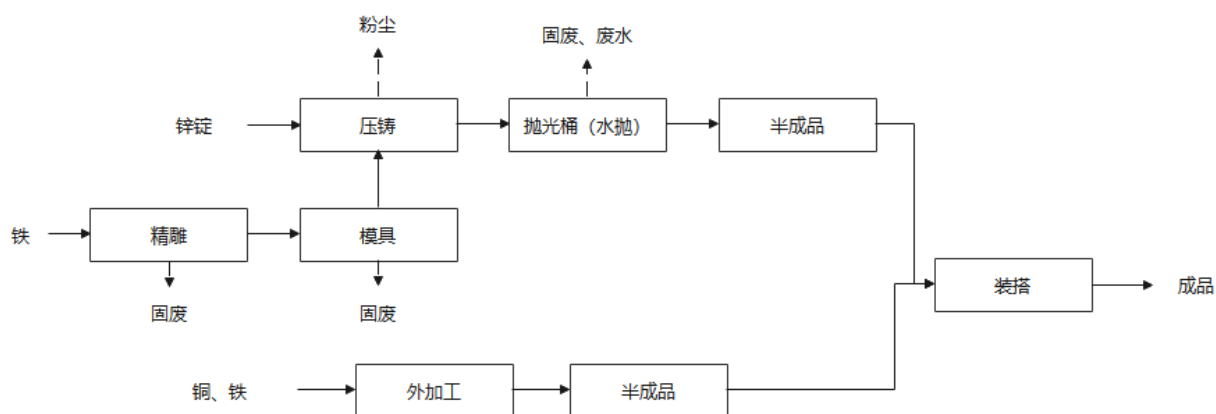 粉尘
固废、废水
锌锭
压铸
抛光桶（水抛）
半成品
铁
精雕
模具
固废
固废
装搭
成品
铜、铁
外加工
半成品